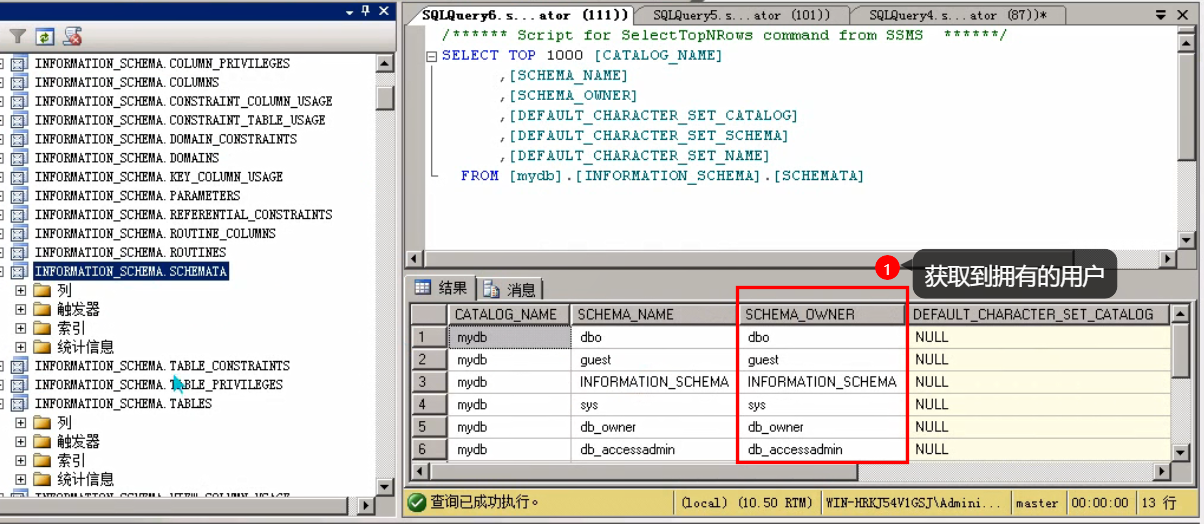 INFORMATION_SCHEMA.COLUMN_PRIVILEGES
INFORMATION_SCHEMA.COLUMNS
INFORMATION_SCHEMA.CONSTRAINT_COLUMN_USAGE
INFORMATION_SCHEMA.CONSTRAINT_TABLE_USAGE
INFORMATION_SCHEMA.DOMAIN_CONSTRAINTS
INFORMATION_SCHEMA.DOMAINS
INFORMATION_SCHEMA.KEY_COLUMN_USAGE
INFORMATION_SCHEMA.PARAMETERS
INFORMATION_SCHEMA.REFERENTIAL_CONSTRAINTS
INFORMATION_SCHEMA.ROUTINE_COLUMNS
INFORMATION_SCHEMA.ROUTINES
INFORMATION_SCHEMA.SCHEMATA
列
触发器
索引
统计信息
INFORMATION_SCHEMA.TABLE_CONSTRAINTS
INFORMATION_SCHEMA.TABLE_PRIVILEGES
INFORMATION_SCHEMA.TABLES
列
触发器
索引
统计信息
INFORMATION_SCHEMA.VIEW_COLUMN_USAGE
SQLQuery6.s...ator (111)) SQLQuery5.s...ator (101)) SQLQuery4.s...ator (87))*
/****** Script for SelectTopNRows command from SSMS ******/
SELECT TOP 1000 [CATALOG_NAME]
,[SCHEMA_NAME]
,[SCHEMA_OWNER]
,[DEFAULT_CHARACTER_SET_CATALOG]
,[DEFAULT_CHARACTER_SET_SCHEMA]
,[DEFAULT_CHARACTER_SET_NAME]
FROM [mydb].[INFORMATION_SCHEMA].[SCHEMATA]
1 获取到拥有的用户
结果 消息
CATALOG_NAME SCHEMA_NAME SCHEMA_OWNER DEFAULT_CHARACTER_SET_CATALOG
1 mydb dbo dbo NULL
2 mydb guest guest NULL
3 mydb INFORMATION_SCHEMA INFORMATION_SCHEMA NULL
4 mydb sys sys NULL
5 mydb db_owner db_owner NULL
6 mydb db_accessadmin db_accessadmin NULL
查询已成功执行。 (local) (10.50 RTM) WIN-HRKJ54V1GSJ\Admini... master 00:00:00 13 行